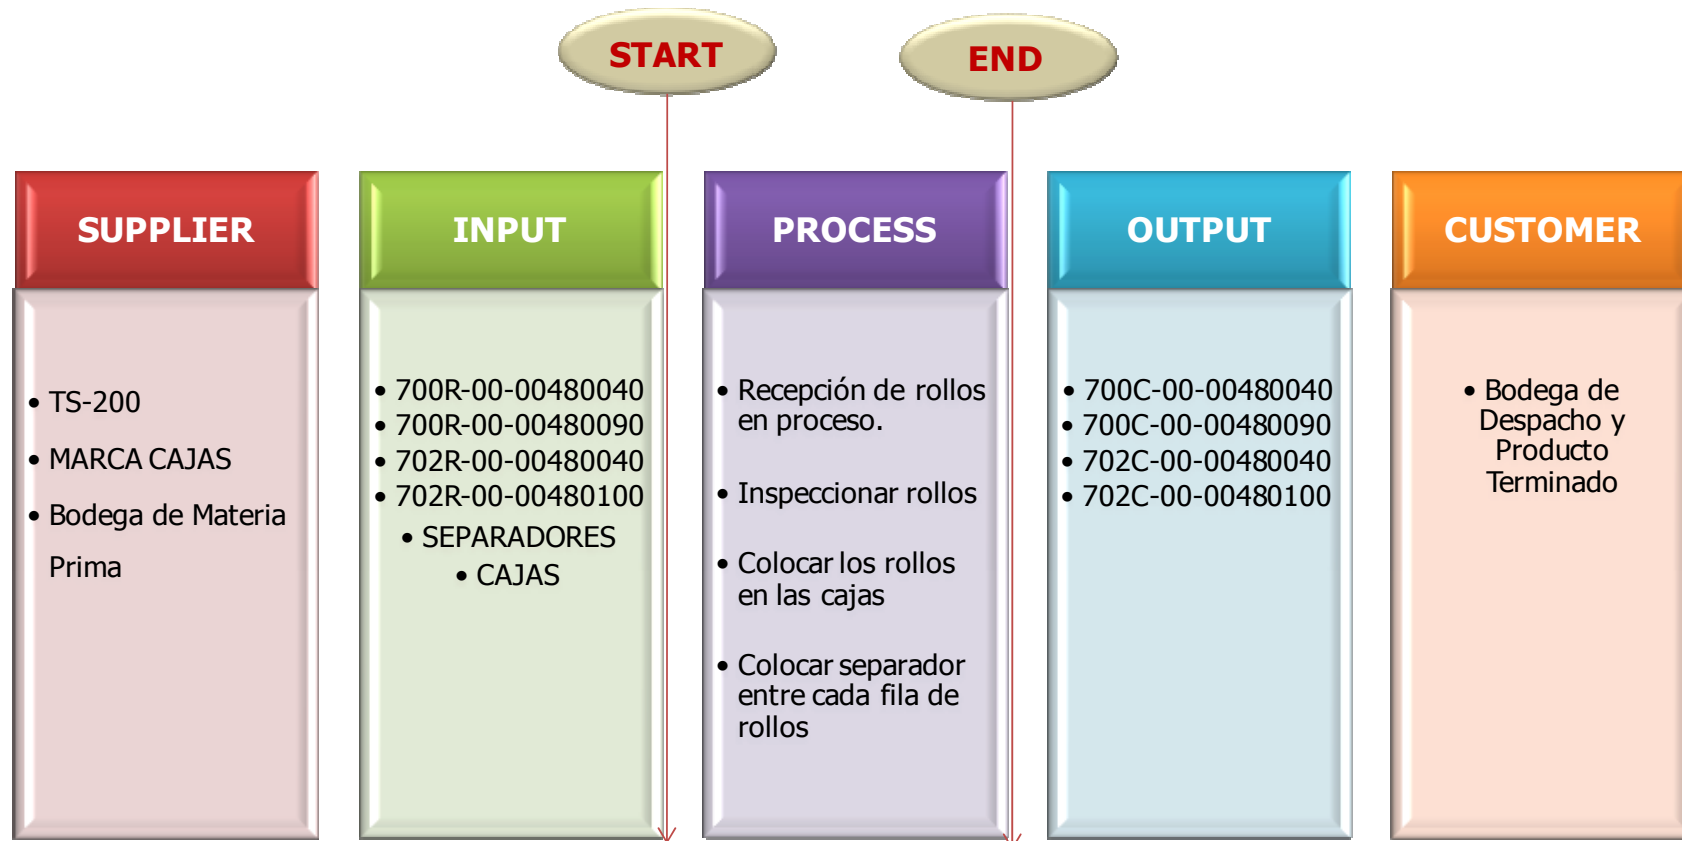 START
END
SUPPLIER
• TS-200
• MARCA CAJAS
• Bodega de Materia
Prima
INPUT
• 700R-00-00480040
• 700R-00-00480090
• 702R-00-00480040
• 702R-00-00480100
• SEPARADORES
• CAJAS
PROCESS
• Recepción de rollos
en proceso.
• Inspeccionar rollos
• Colocar los rollos
en las cajas
• Colocar separador
entre cada fila de
rollos
OUTPUT
• 700C-00-00480040
• 700C-00-00480090
• 702C-00-00480040
• 702C-00-00480100
CUSTOMER
• Bodega de
Despacho y
Producto
Terminado